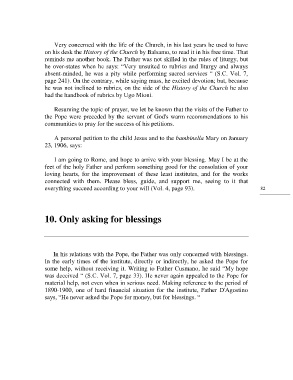 Very concerned with the life of the Church, in his last years he used to have
on his desk the History of the Church by Balsamo, to read it in his free time. That
reminds me another book. The Father was not skilled in the rules of liturgy, but
he over-states when he says: "Very unsuited to rubrics and liturgy and always
absent-minded, he was a pity while performing sacred services " (S.C. Vol. 7,
page 241). On the contrary, while saying mass, he excited devotion; but, because
he was not inclined to rubrics, on the side of the History of the Church he also
had the handbook of rubrics by Ugo Mioni.
Resuming the topic of prayer, we let be known that the visits of the Father to
the Pope were preceded by the servant of God's warm recommendations to his
communities to pray for the success of his petitions.
A personal petition to the child Jesus and to the bambinella Mary on January
23, 1906, says:
I am going to Rome, and hope to arrive with your blessing. May I be at the
feet of the holy Father and perform something good for the consolation of your
loving hearts, for the improvement of these least institutes, and for the works
connected with them. Please bless, guide, and support me, seeing to it that
everything succeed according to your will (Vol. 4, page 93).
82
10. Only asking for blessings
In his relations with the Pope, the Father was only concerned with blessings.
In the early times of the institute, directly or indirectly, he asked the Pope for
some help, without receiving it. Writing to Father Cusmano, he said "My hope
was deceived " (S.C. Vol. 7, page 33). He never again appealed to the Pope for
material help, not even when in serious need. Making reference to the period of
1890-1900, one of hard financial situation for the institute, Father D'Agostino
says, "He never asked the Pope for money, but for blessings. "